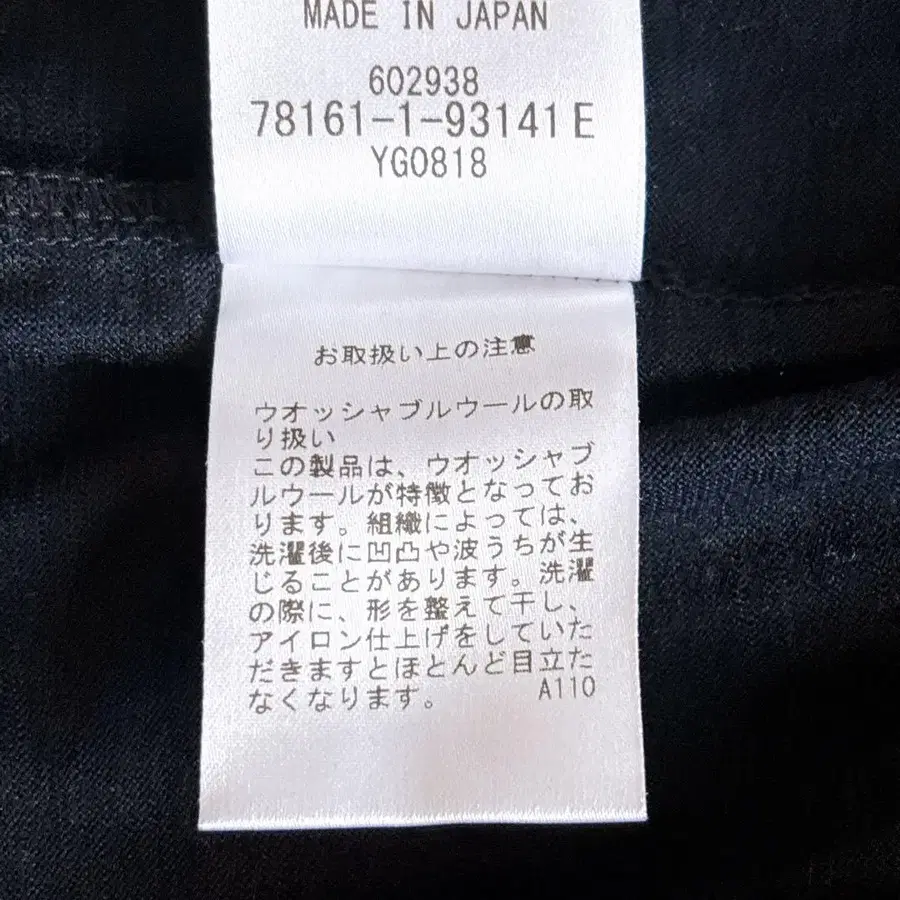 MADE IN JAPAN
602938
78161-1-93141E
YG0818
お取扱い上の注意
ウオッシャブルウールの取
り扱い
この製品は、ウオッシャブ
ルウールが特徴となってお
ります。組織によっては、
洗濯後に凹凸や波うちが生
じることがあります。洗濯
の際に、形を整えて干し、
アイロン仕上げをしていた
だきますとほとんど目立た
なくなります。 A110